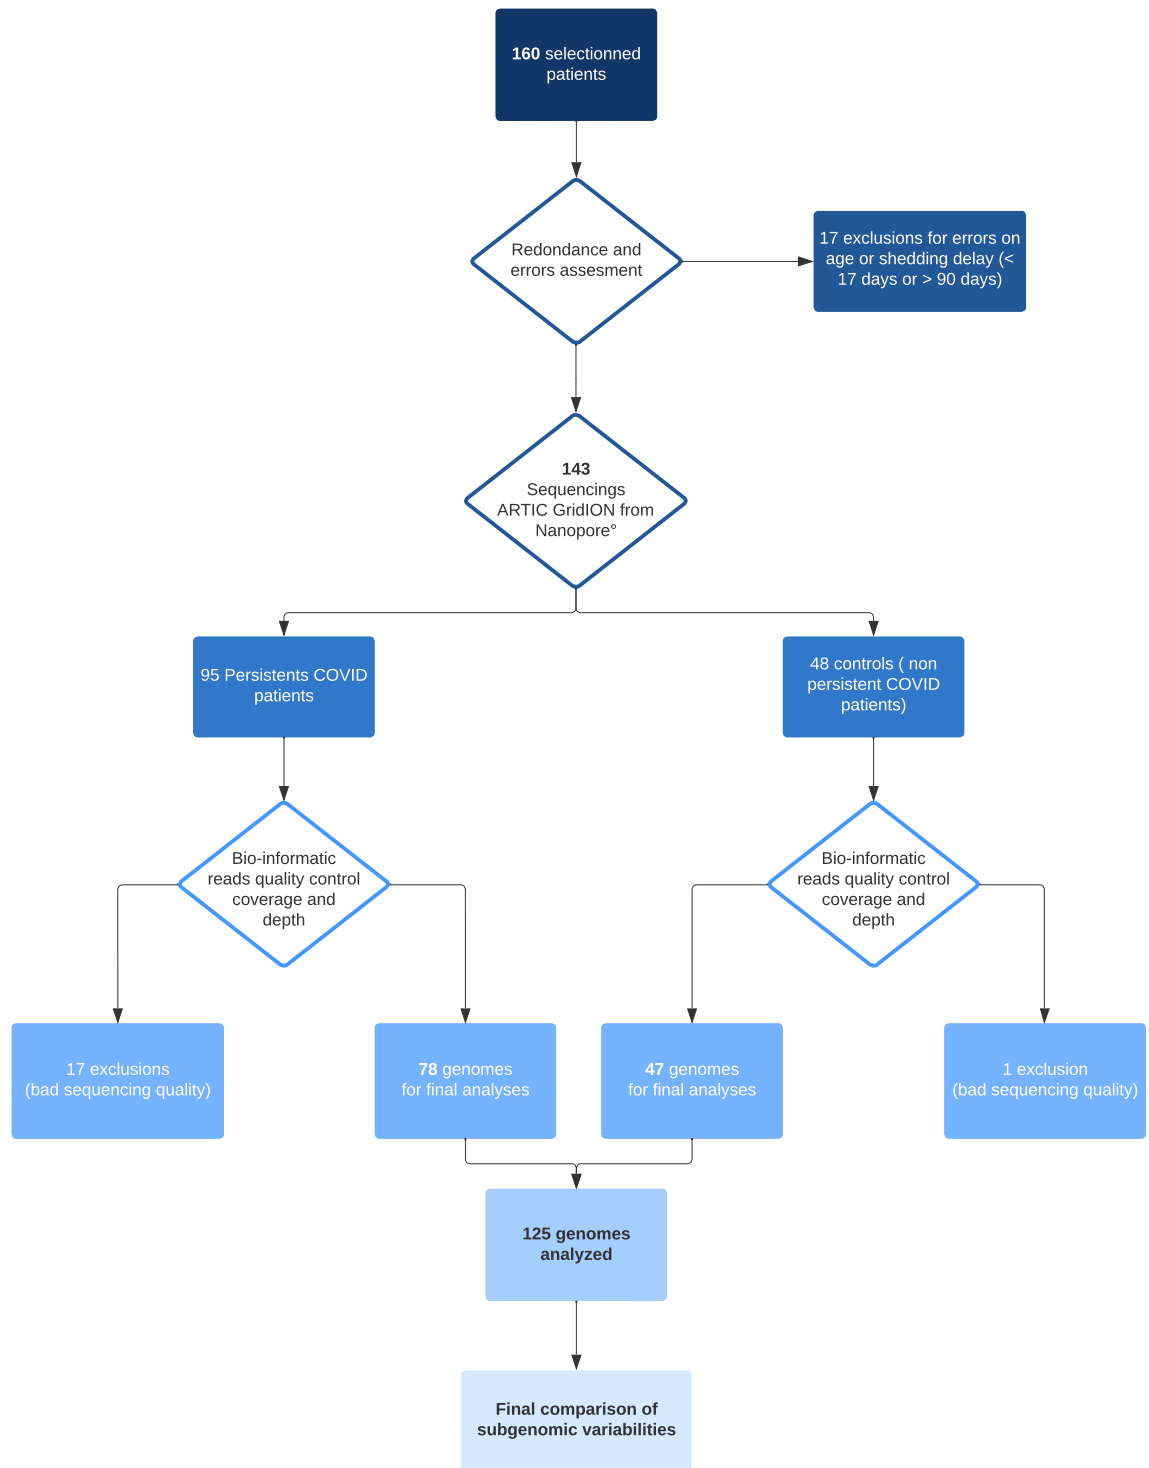 160 selectionned
patients
Redondance and
errors assesment
17 exclusions for errors on
age or shedding delay (<
17 days or > 90 days)
143
Sequencings
ARTIC GridION from
Nanopore°
95 Persistents COVID
patients
48 controls ( non
persistent COVID
patients)
Bio-informatic
reads quality control
coverage and
depth
Bio-informatic
reads quality control
coverage and
depth
17 exclusions
(bad sequencing quality)
78 genomes
for final analyses
47 genomes
for final analyses
1 exclusion
(bad sequencing quality)
125 genomes
analyzed
Final comparison of
subgenomic variabilities